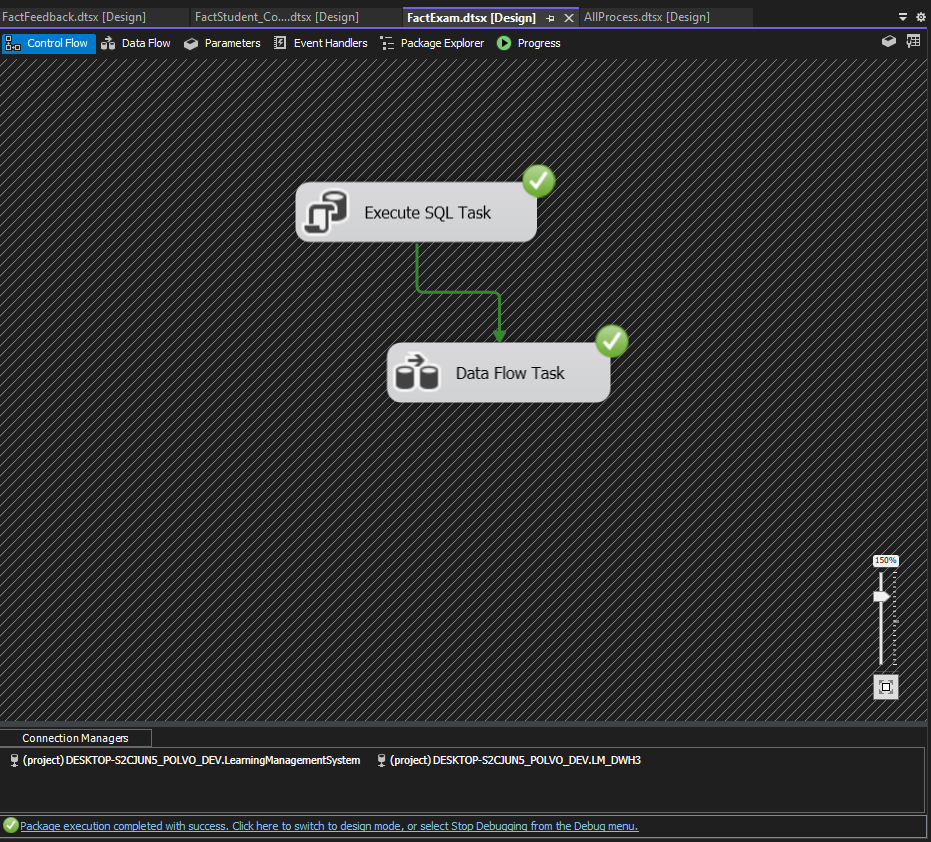 FactFeedback.dtsx [Design] FactStudent_Co....dtsx [Design] FactExam.dtsx [Design] AllProcess.dtsx [Design]
Control Flow Data Flow Parameters Event Handlers Package Explorer Progress
Execute SQL Task
Data Flow Task
150%
Connection Managers
(project) DESKTOP-S2CJUN5_POLVO_DEV.LearningManagementSystem (project) DESKTOP-S2CJUN5_POLVO_DEV.LM_DWH3
Package execution completed with success. Click here to switch to design mode, or select Stop Debugging from the Debug menu.